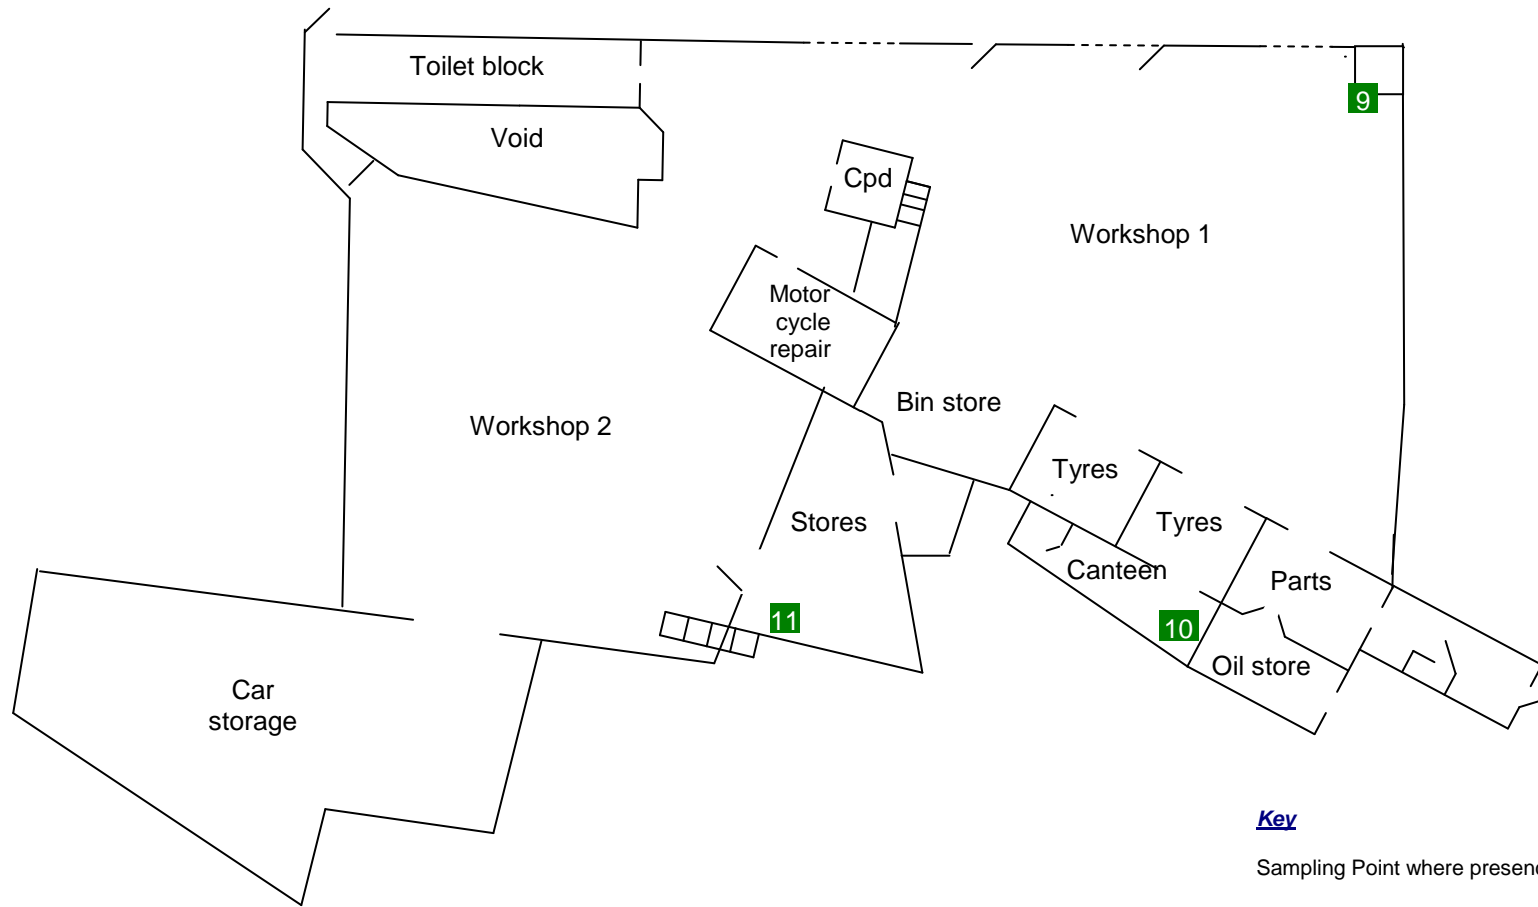 Toilet block
9
Void
Cpd
Workshop 1
Motor
cycle
repair
Bin store
Workshop 2
Tyres
Stores
Tyres
Canteen
Parts
11
10
Oil store
Car
storage
Key
Sampling Point where presen